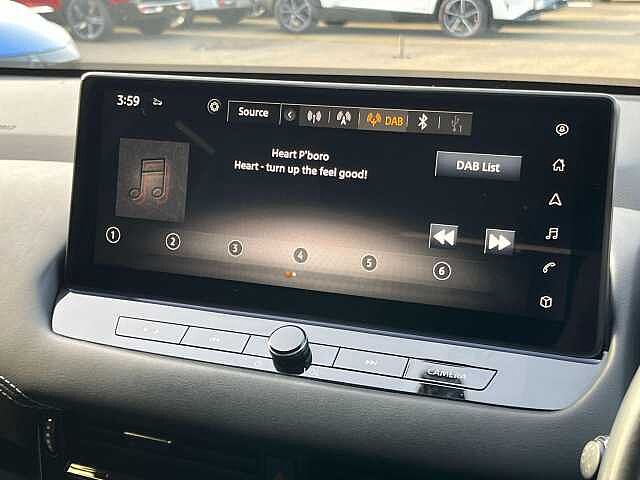 3:59
Source
DAB
1
Heart P'boro
Heart - turn up the feel good!
DAB List
1
2
3
4
5
6
CAMERA